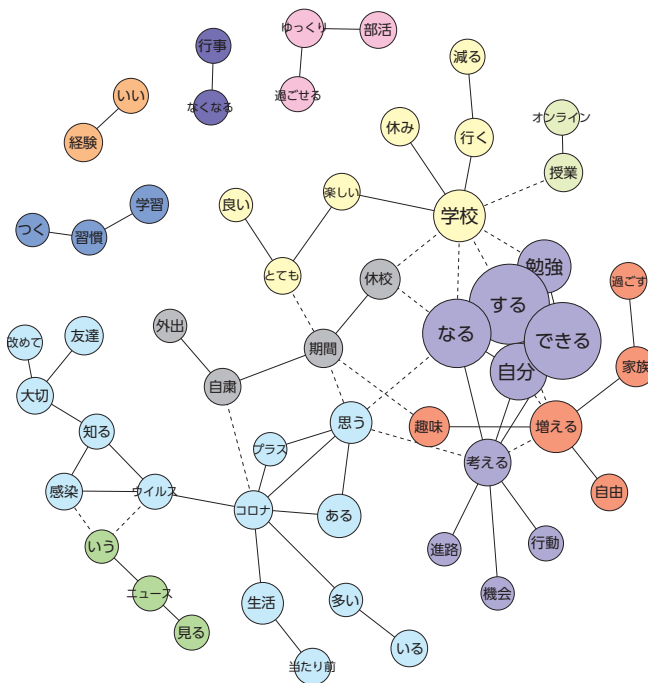 ゆっくり
部活
行事
減る
いい
過ごせる
なくなる
オンライン
休み
行く
経験
授業
楽しい
学習
良い
学校
つく
習慣
勉強
とても
休校
過ごす
する
外出
なる
できる
改めて
友達
期間
家族
自分
自粛
大切
思う
趣味
増える
知る
プラス
考える
感染
ウイルス
自由
コロナ
ある
いう
行動
進路
ニュース
機会
生活
多い
見る
いる
当たり前